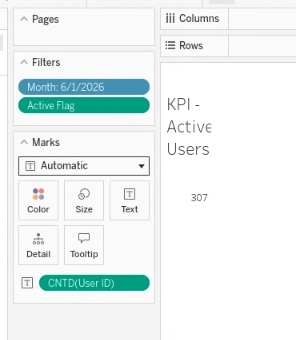 Pages
Columns
Rows
Filters
Month: 6/1/2026
Active Flag
Marks
Automatic
Color
Size
Text
Detail
Tooltip
CNTD(User ID)
KPI -
Active
Users
307